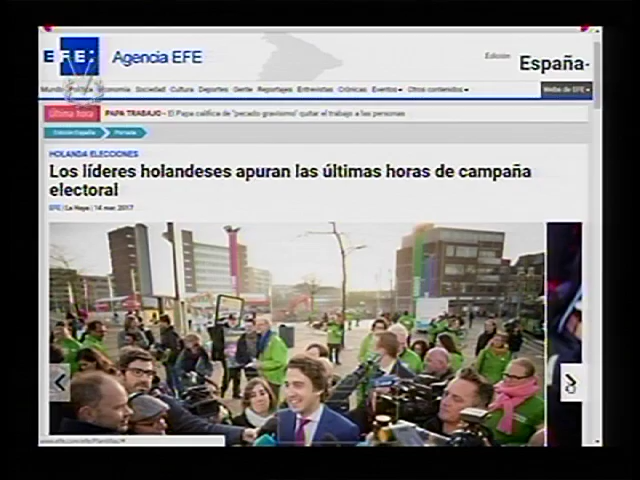 EFE:
Agencia EFE
Edición
España
Mundo Política Economía Sociedad Cultura Deportes Gente Reportajes Entrevistas Crónicas Eventos Otros contenidos
Webs de EFE
Última hora
PAPA TRABAJO - El Papa califica de "pecado gravísimo" quitar el trabajo a las personas
Edición España
Portada
HOLANDA ELECCIONES
Los líderes holandeses apuran las últimas horas de campaña
electoral
EFE | La Haya | 14 mar. 2017